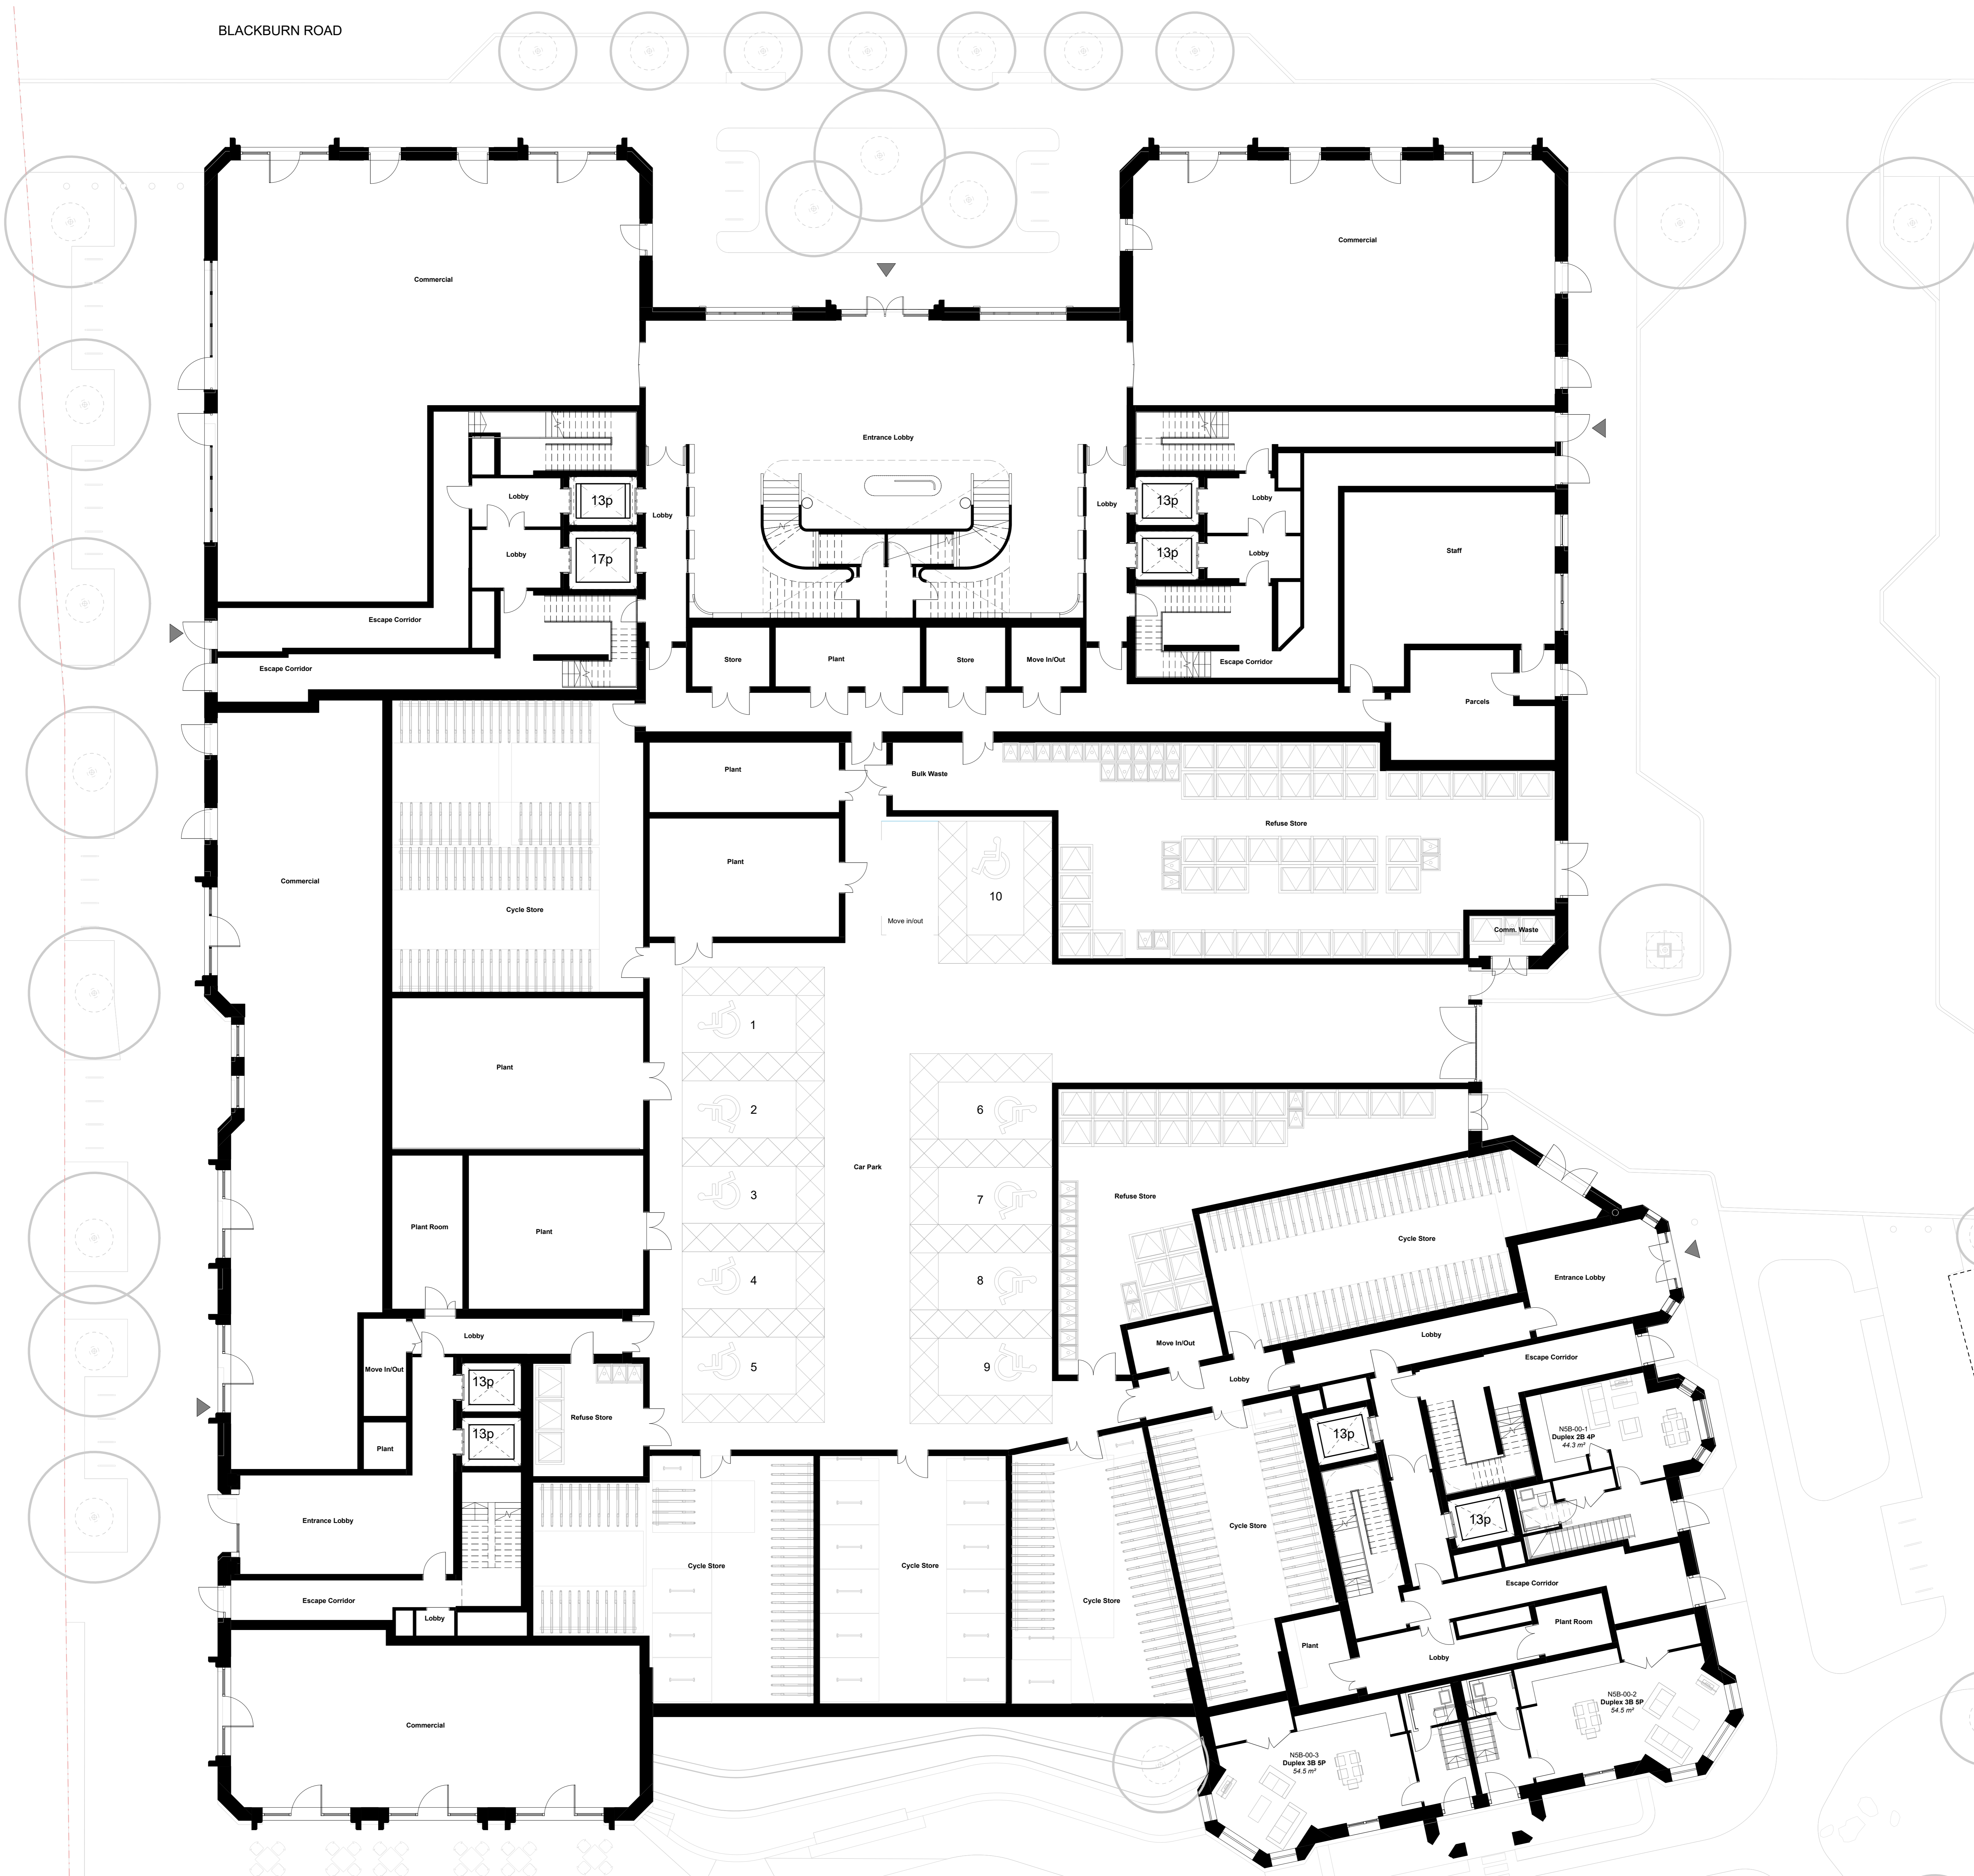 BLACKBURN ROAD
Commercial
Commercial
Entrance Lobby
Lobby
13p
Lobby
Lobby
13p
Lobby
Lobby
17p
13p
Lobby
Staff
Escape Corridor
Escape Corridor
Store
Plant
Store
Move In/Out
Escape Corridor
Parcels
Plant
Bulk Waste
Refuse Store
Plant
Commercial
Cycle Store
10
Move in/out
Comm. Waste
1
Plant
2
6
Car Park
3
7
Refuse Store
Plant Room
Plant
Cycle Store
4
8
Entrance Lobby
Lobby
Lobby
Move In/Out
Move In/Out
5
9
Escape Corridor
13p
Lobby
Refuse Store
13p
13p
Plant
N5B-00-1
Duplex 2B 4P
44.3 m²
Entrance Lobby
Cycle Store
13p
Cycle Store
Cycle Store
Cycle Store
Escape Corridor
Escape Corridor
Lobby
Plant Room
Plant
Lobby
Commercial
N5B-00-2
Duplex 3B 5P
54.5 m²
N5B-00-3
Duplex 3B 5P
54.5 m²